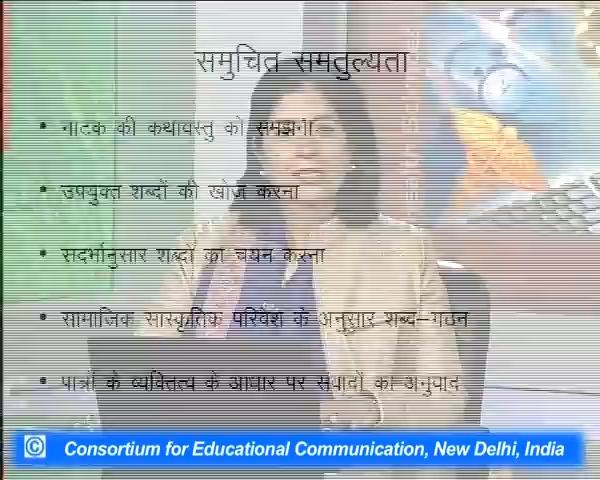 समुचित समतुल्यता
• नाटक की कथावस्तु को समझना
• उपयुक्त शब्दों की खोज करना
• संदर्भानुसार शब्दों का चयन करना
• सामाजिक सांस्कृतिक परिवेश के अनुसार शब्द–गठन
• पात्रों के व्यक्तित्व के आधार पर संवादों का अनुवाद
© Consortium for Educational Communication, New Delhi, India